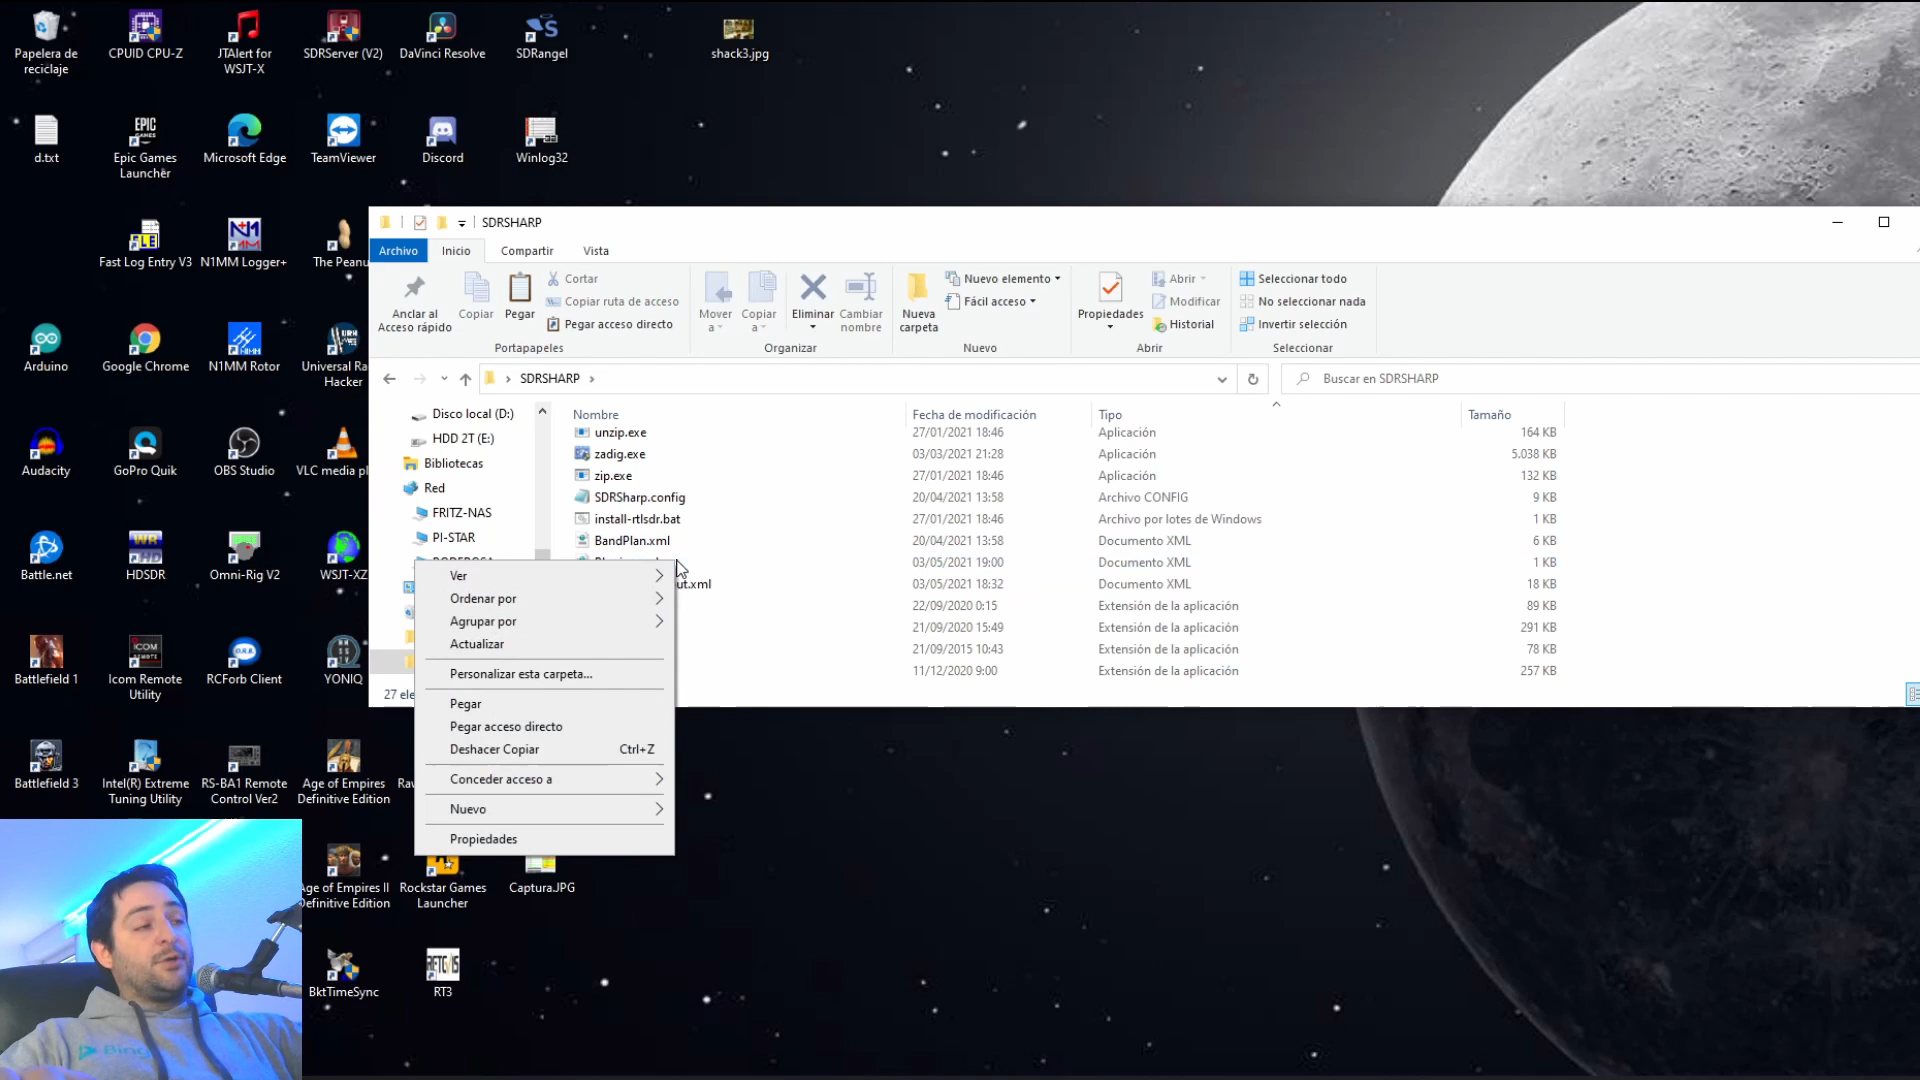 Papelera de
reciclaje
CPUID CPU-Z
JTAlert for
WSJT-X
SDRServer (V2)
DaVinci Resolve
SDRangel
shack3.jpg
d.txt
Epic Games
Launcher
Microsoft Edge
TeamViewer
Discord
Winlog32
Fast Log Entry V3
N1MM Logger+
The Peanu
Arduino
Google Chrome
N1MM Rotor
Universal Ra
Hacker
Audacity
GoPro Quik
OBS Studio
VLC media pl
Battle.net
HDSDR
Omni-Rig V2
WSJT-XZ
Battlefield 1
Icom Remote
Utility
RCForb Client
YONIQ
Battlefield 3
Intel(R) Extreme
Tuning Utility
RS-BA1 Remote
Control Ver2
Age of Empires
Definitive Edition
Rav
Age of Empires II
Definitive Edition
Rockstar Games
Launcher
Captura.JPG
BktTimeSync
RT3
SDRSHARP
Archivo
Inicio
Compartir
Vista
Anclar al
Acceso rápido
Copiar
Pegar
Cortar
Copiar ruta de acceso
Pegar acceso directo
Portapapeles
Mover
a
Copiar
a
Eliminar
Cambiar
nombre
Organizar
Nueva
carpeta
Nuevo elemento
Fácil acceso
Nuevo
Propiedades
Abrir
Modificar
Historial
Abrir
Seleccionar todo
No seleccionar nada
Invertir selección
Seleccionar
SDRSHARP
Buscar en SDRSHARP
Disco local (D:)
HDD 2T (E:)
Bibliotecas
Red
FRITZ-NAS
PI-STAR
27 ele
Nombre Fecha de modificación Tipo Tamaño
unzip.exe 27/01/2021 18:46 Aplicación 164 KB
zadig.exe 03/03/2021 21:28 Aplicación 5.038 KB
zip.exe 27/01/2021 18:46 Aplicación 132 KB
SDRSharp.config 20/04/2021 13:58 Archivo CONFIG 9 KB
install-rtlsdr.bat 27/01/2021 18:46 Archivo por lotes de Windows 1 KB
BandPlan.xml 20/04/2021 13:58 Documento XML 6 KB
03/05/2021 19:00 Documento XML 1 KB
ut.xml 03/05/2021 18:32 Documento XML 18 KB
22/09/2020 0:15 Extensión de la aplicación 89 KB
21/09/2020 15:49 Extensión de la aplicación 291 KB
21/09/2015 10:43 Extensión de la aplicación 78 KB
11/12/2020 9:00 Extensión de la aplicación 257 KB
Ver
Ordenar por
Agrupar por
Actualizar
Personalizar esta carpeta...
Pegar
Pegar acceso directo
Deshacer Copiar Ctrl+Z
Conceder acceso a
Nuevo
Propiedades